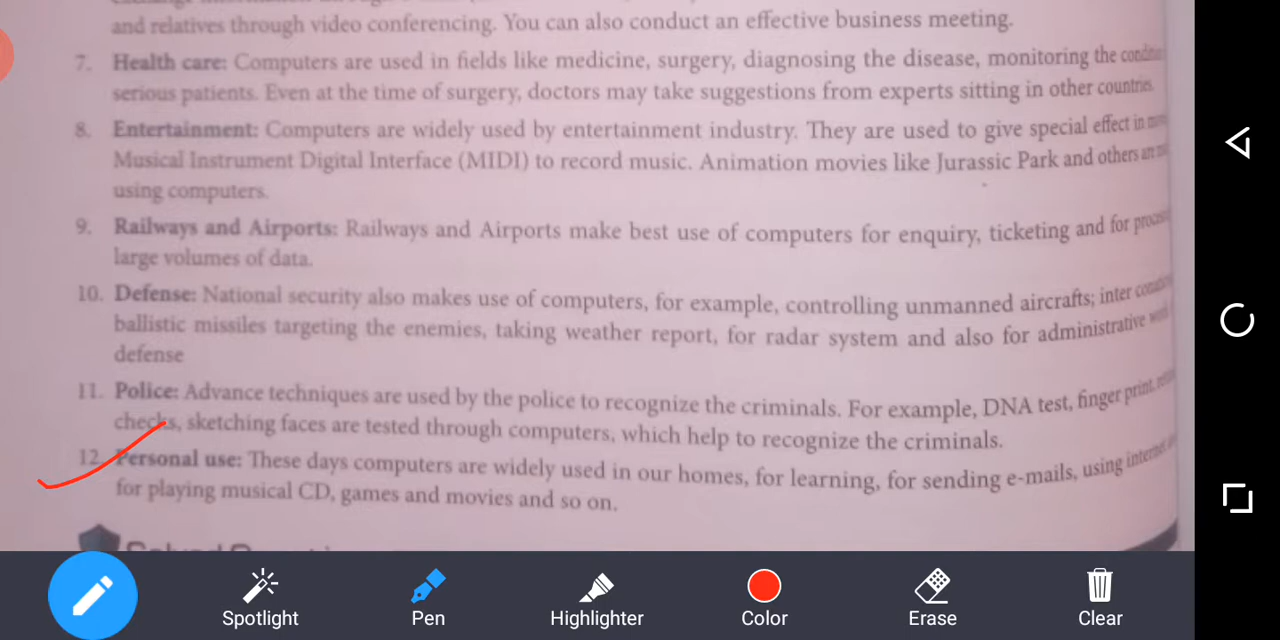 and relatives through video conferencing. You can also conduct an effective business meeting.
7. Health care: Computers are used in fields like medicine, surgery, diagnosing the disease, monitoring the
serious patients. Even at the time of surgery, doctors may take suggestions from experts sitting in other countries.
8. Entertainment: Computers are widely used by entertainment industry. They are used to give special effect in
Musical Instrument Digital Interface (MIDI) to record music. Animation movies like Jurassic Park and others are
using computers.
9. Railways and Airports: Railways and Airports make best use of computers for enquiry, ticketing and for
large volumes of data.
10. Defense: National security also makes use of computers, for example, controlling unmanned aircrafts; inter
ballistic missiles targeting the enemies, taking weather report, for radar system and also for administrative
defense
11. Police: Advance techniques are used by the police to recognize the criminals. For example, DNA test, finger print,
checks, sketching faces are tested through computers, which help to recognize the criminals.
12. Personal use: These days computers are widely used in our homes, for learning, for sending e-mails, using internet
for playing musical CD, games and movies and so on.
Spotlight Pen Highlighter Color Erase Clear